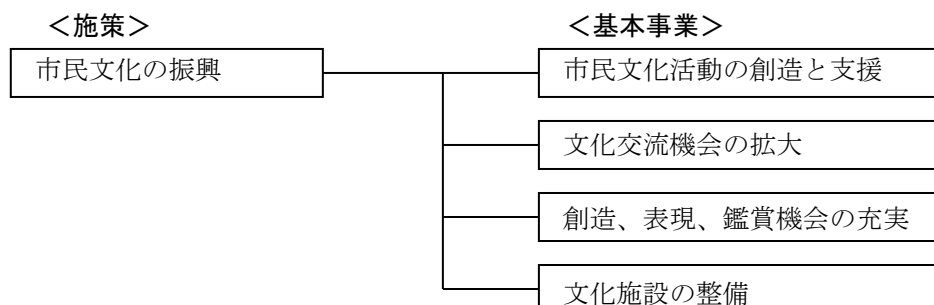 ＜施策＞
＜基本事業＞
市民文化の振興
市民文化活動の創造と支援
文化交流機会の拡大
創造、表現、鑑賞機会の充実
文化施設の整備